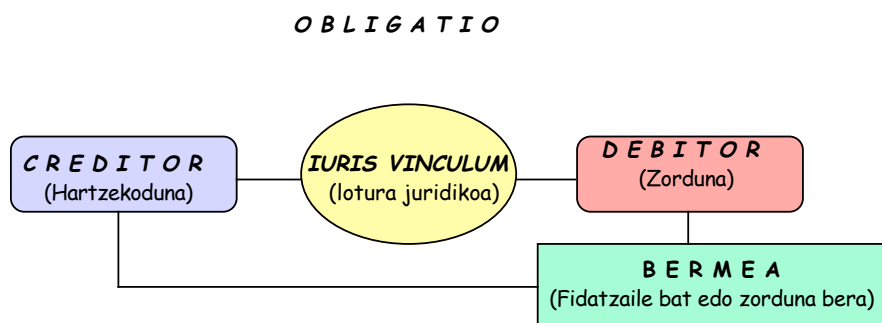 O B L I G A T I O
C R E D I T O R
(Hartzekoduna)
IURIS VINCULUM
(lotura juridikoa)
D E B I T O R
(Zorduna)
B E R M E A
(Fidatzaile bat edo zorduna bera)